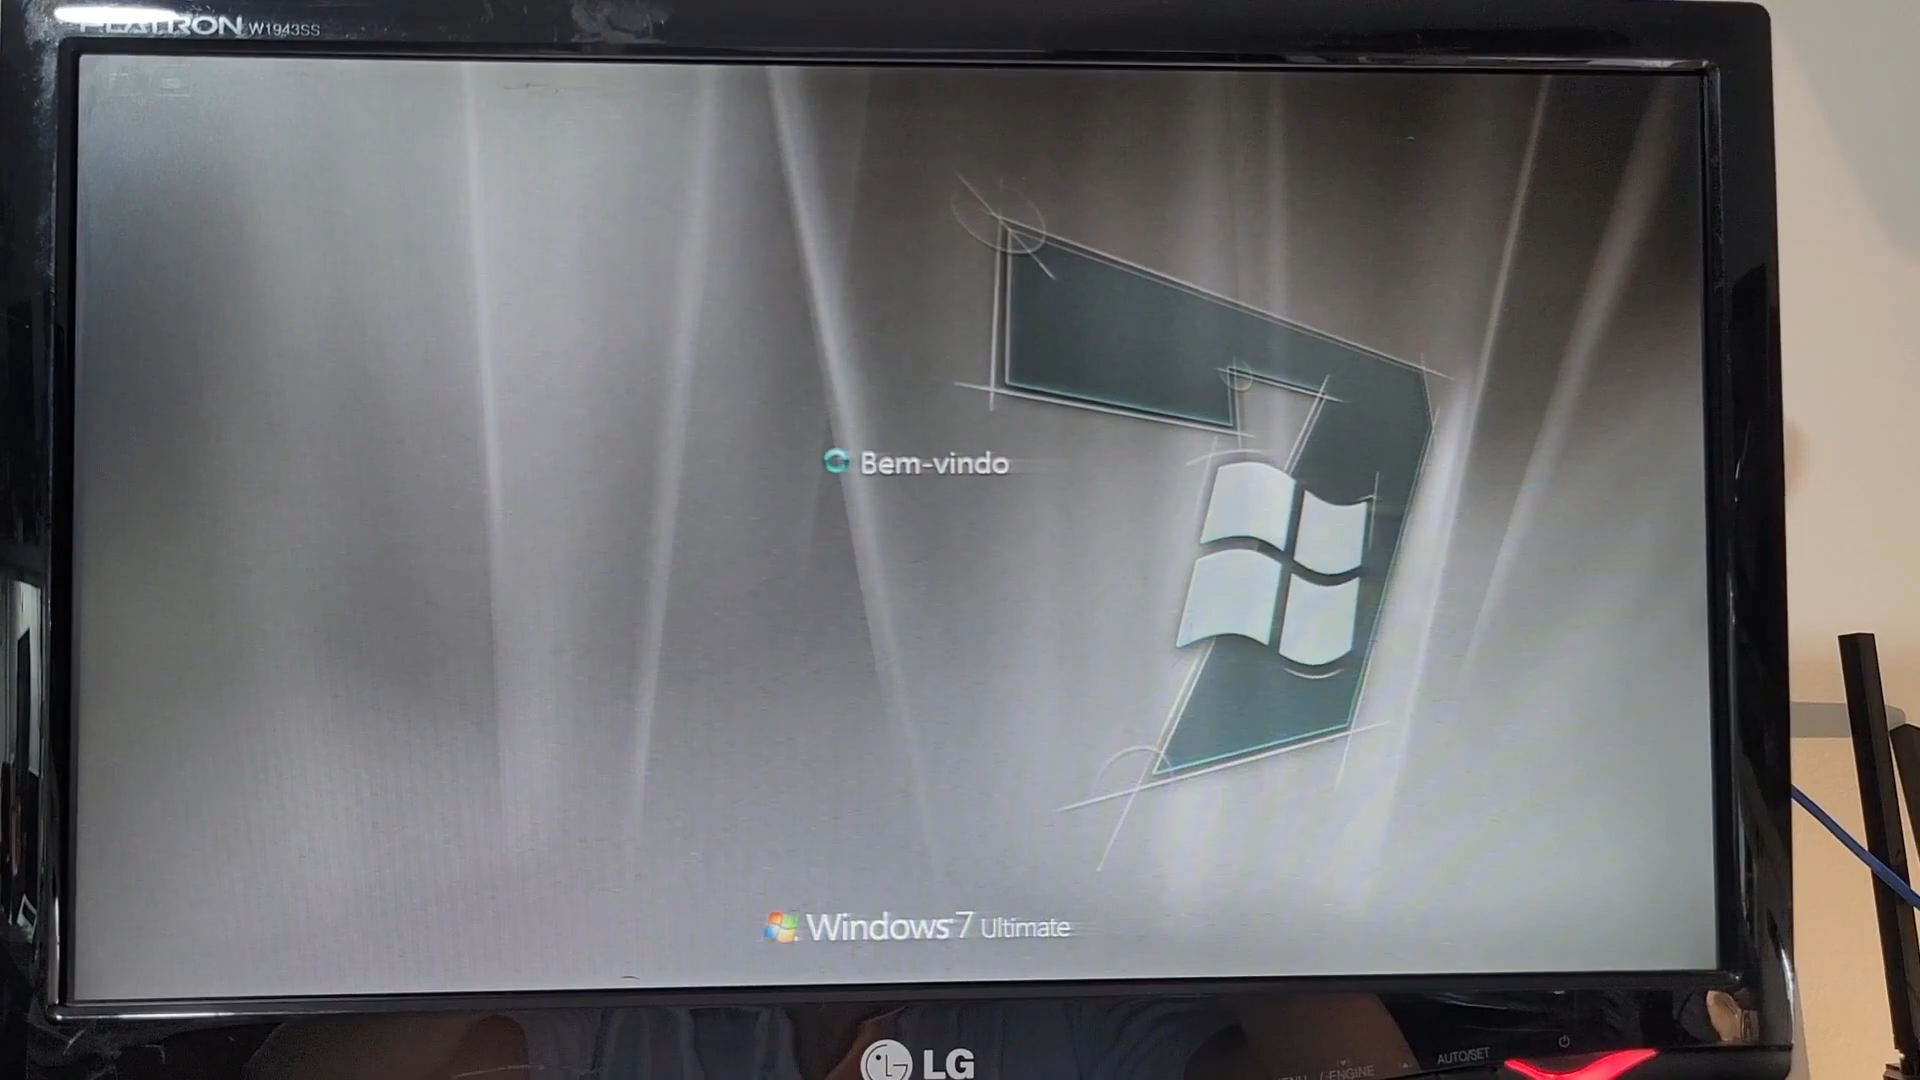 FLATRON W1943SS
Bem-vindo
Windows 7 Ultimate
LG
AUTO/SET